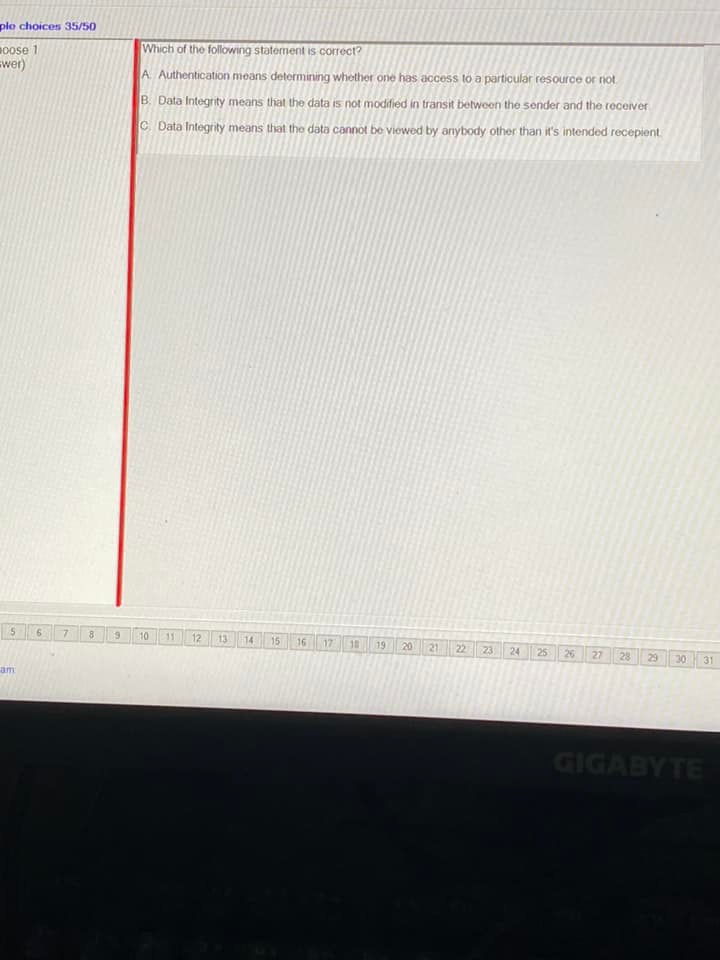 ple choices 35/50
oose 1
wer)
Which of the following statement is correct?
A. Authentication means determining whether one has access to a particular resource or not.
B. Data Integrity means that the data is not modified in transit between the sender and the receiver.
C. Data Integrity means that the data cannot be viewed by anybody other than it's intended recepient.
5 6 7 8 9 10 11 12 13 14 15 16 17 18 19 20 21 22 23 24 25 26 27 28 29 30 31
am
GIGABYTE